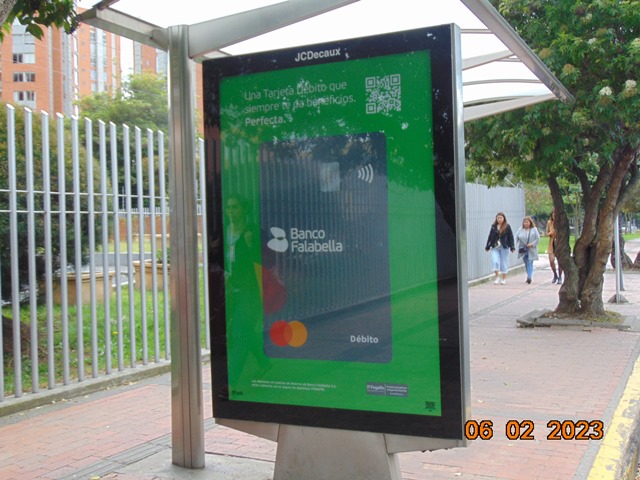 JCDecaux
Una Tarjeta Débito que
siempre te da beneficios.
Perfecta.
Banco
Falabella
Débito
06 02 2023